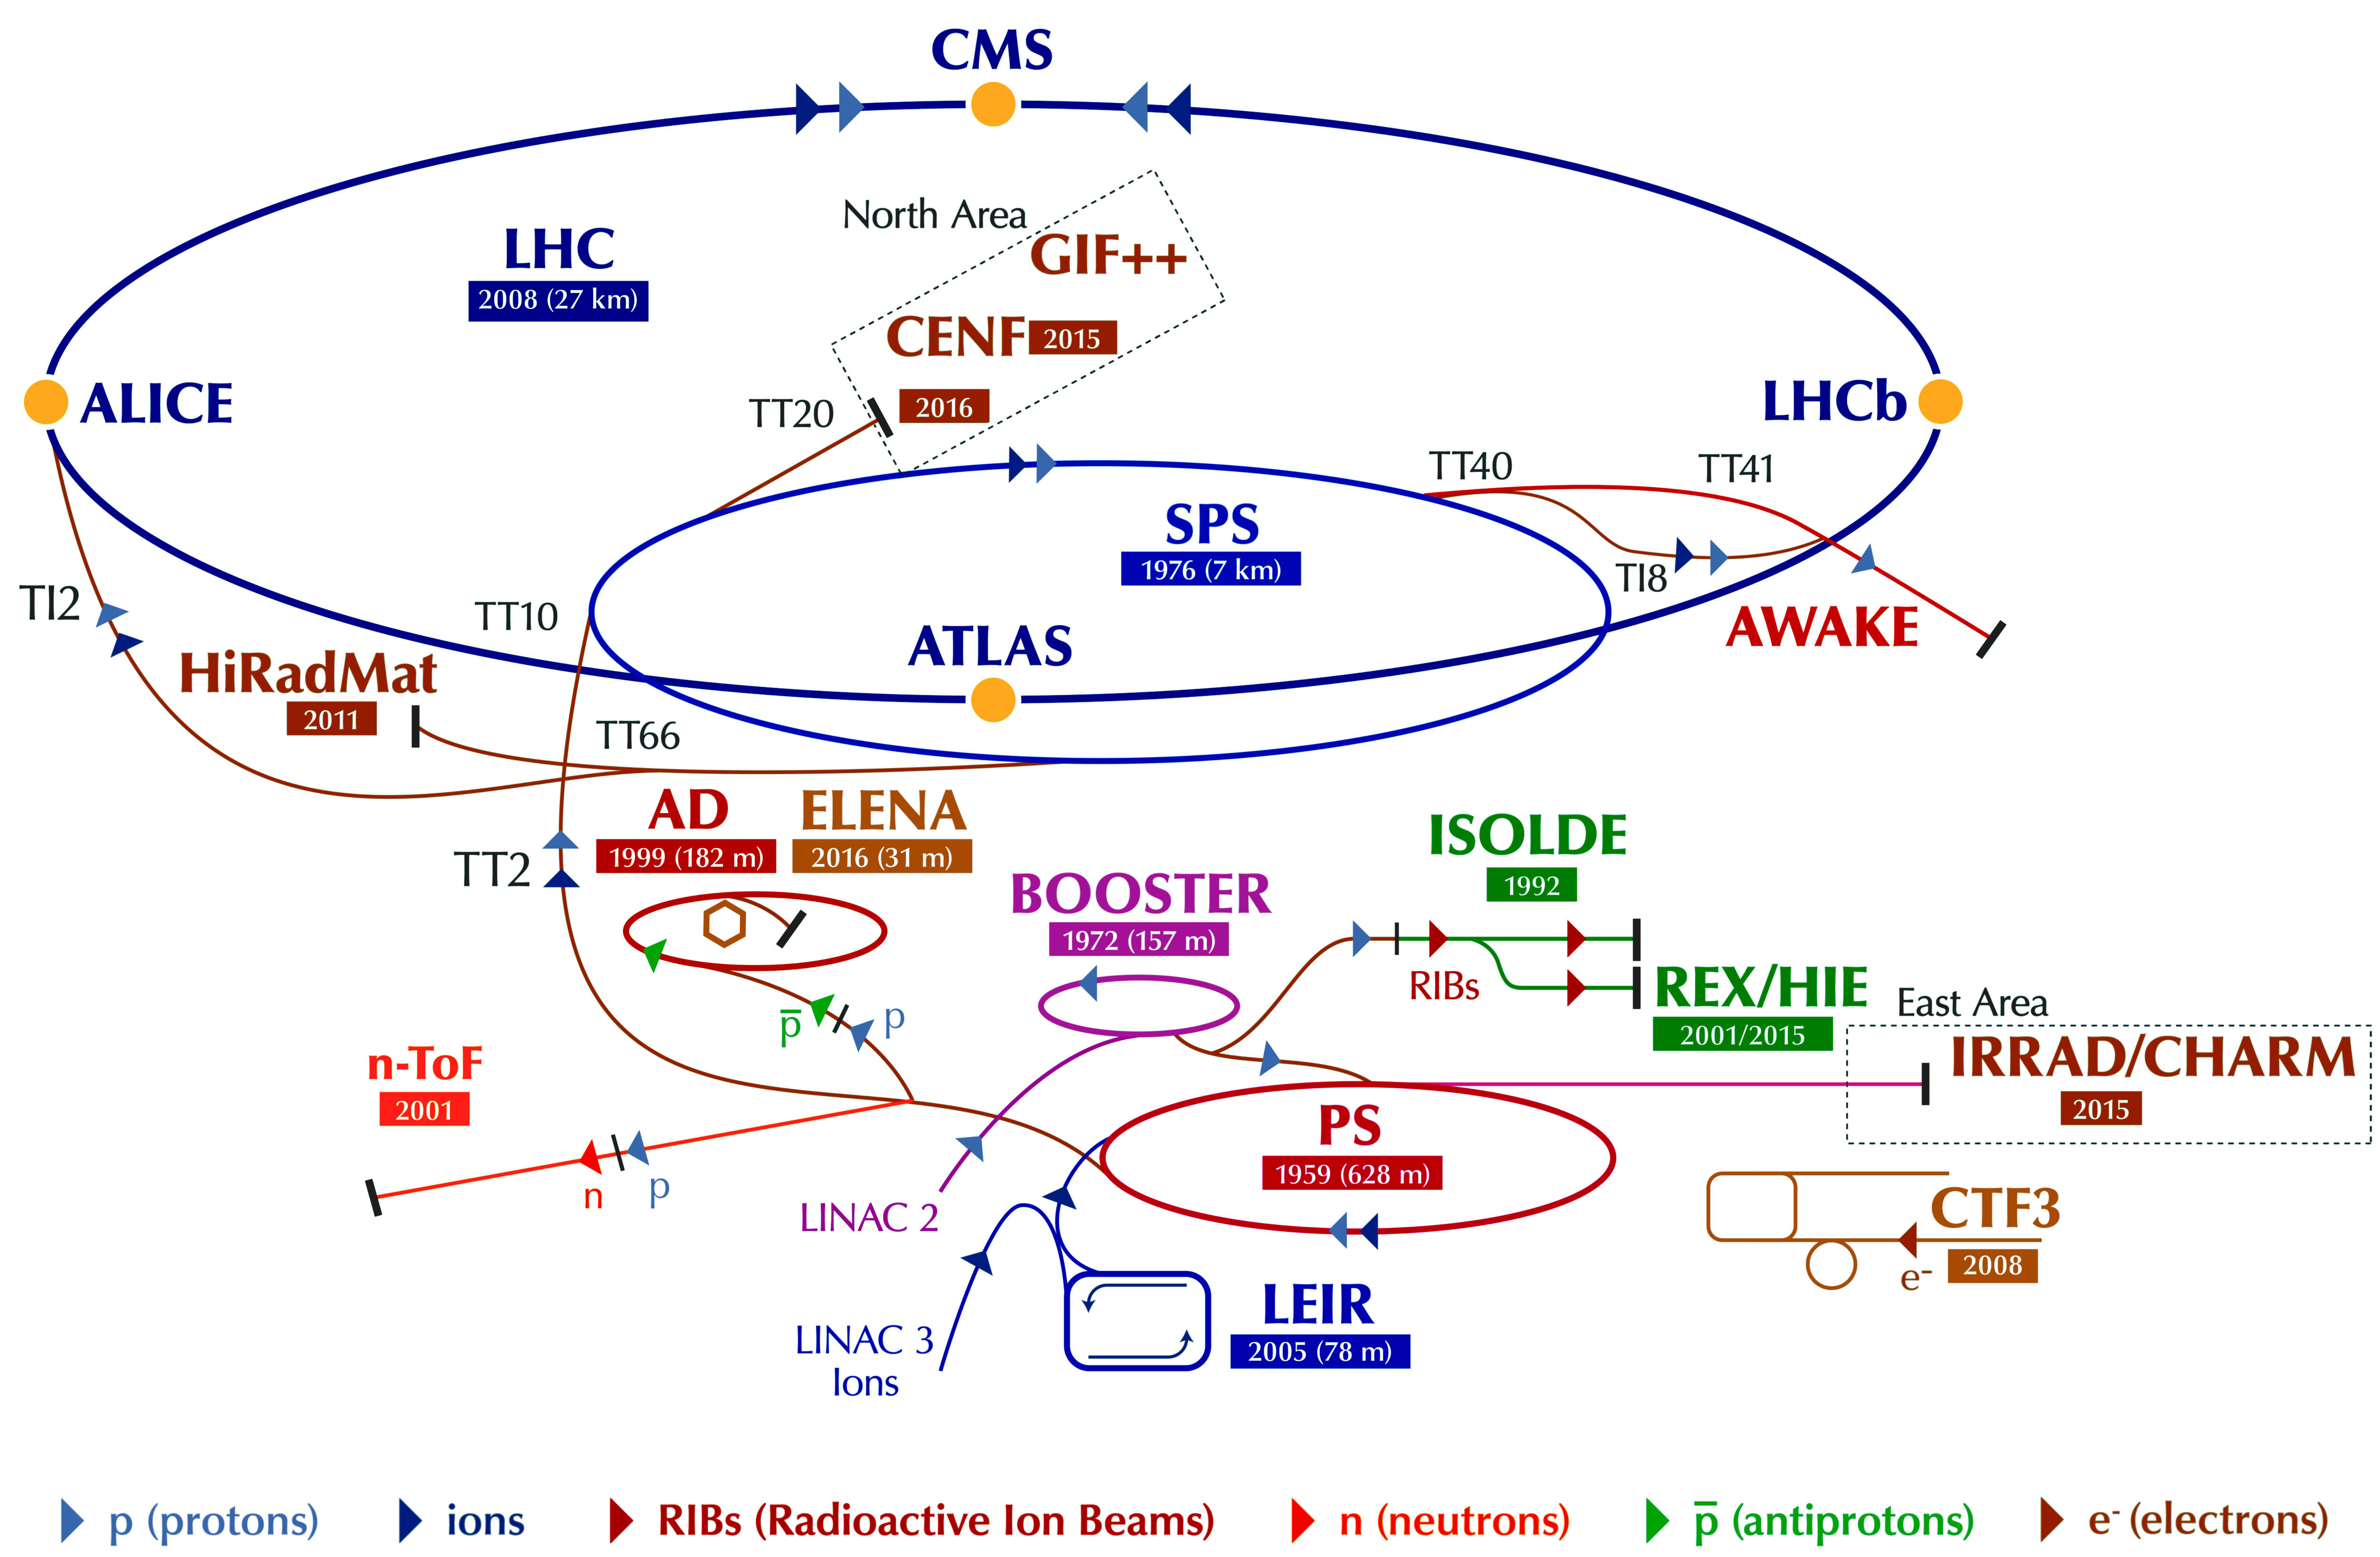 CMS
North Area
GIF++
LHC
2008 (27 km)
CENF 2015
2016
TT20
ALICE
LHCb
TT40
TT41
SPS
1976 (7 km)
TI8
TI2
TT10
ATLAS
AWAKE
HiRadMat
2011
TT66
AD
1999 (182 m)
ELENA
2016 (31 m)
TT2
ISOLDE
1992
BOOSTER
1972 (157 m)
RIBs
REX/HIE
2001/2015
East Area
IRRAD/CHARM
2015
p̅
p
n-ToF
2001
n
p
PS
1959 (628 m)
LINAC 2
CTF3
2008
e-
LEIR
2005 (78 m)
LINAC 3
Ions
p (protons)
ions
RIBs (Radioactive Ion Beams)
n (neutrons)
p̅ (antiprotons)
e- (electrons)